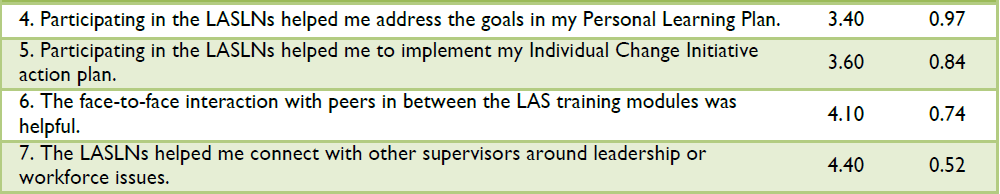 4. Participating in the LASLNs helped me address the goals in my Personal Learning Plan. 3.40 0.97
5. Participating in the LASLNs helped me to implement my Individual Change Initiative
action plan. 3.60 0.84
6. The face-to-face interaction with peers in between the LAS training modules was
helpful. 4.10 0.74
7. The LASLNs helped me connect with other supervisors around leadership or
workforce issues. 4.40 0.52